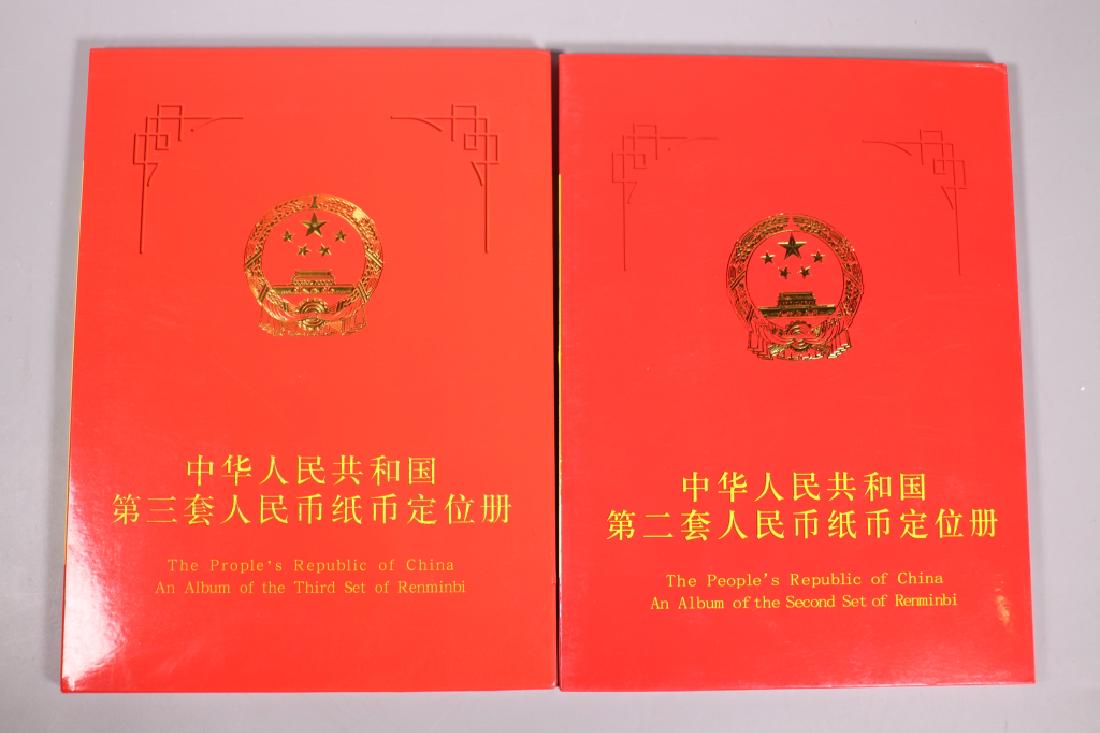 中华人民共和国
第三套人民币纸币定位册
The Prople's Republic of China
An Album of the Third Set of Renminbi
中华人民共和国
第二套人民币纸币定位册
The People's Republic of China
An Album of the Second Set of Renminbi